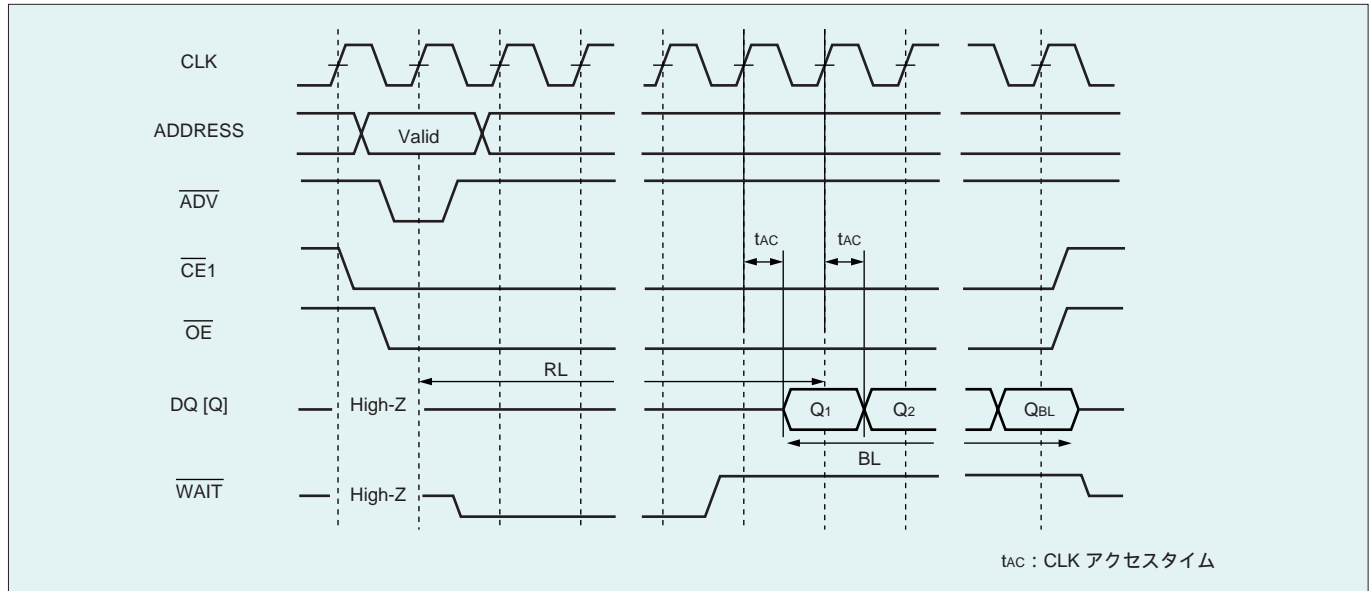 CLK
ADDRESS
Valid
ADV
CE1
tAC
tAC
OE
RL
DQ [Q]
High-Z
Q1
Q2
QBL
BL
WAIT
High-Z
tAC：CLK アクセスタイム